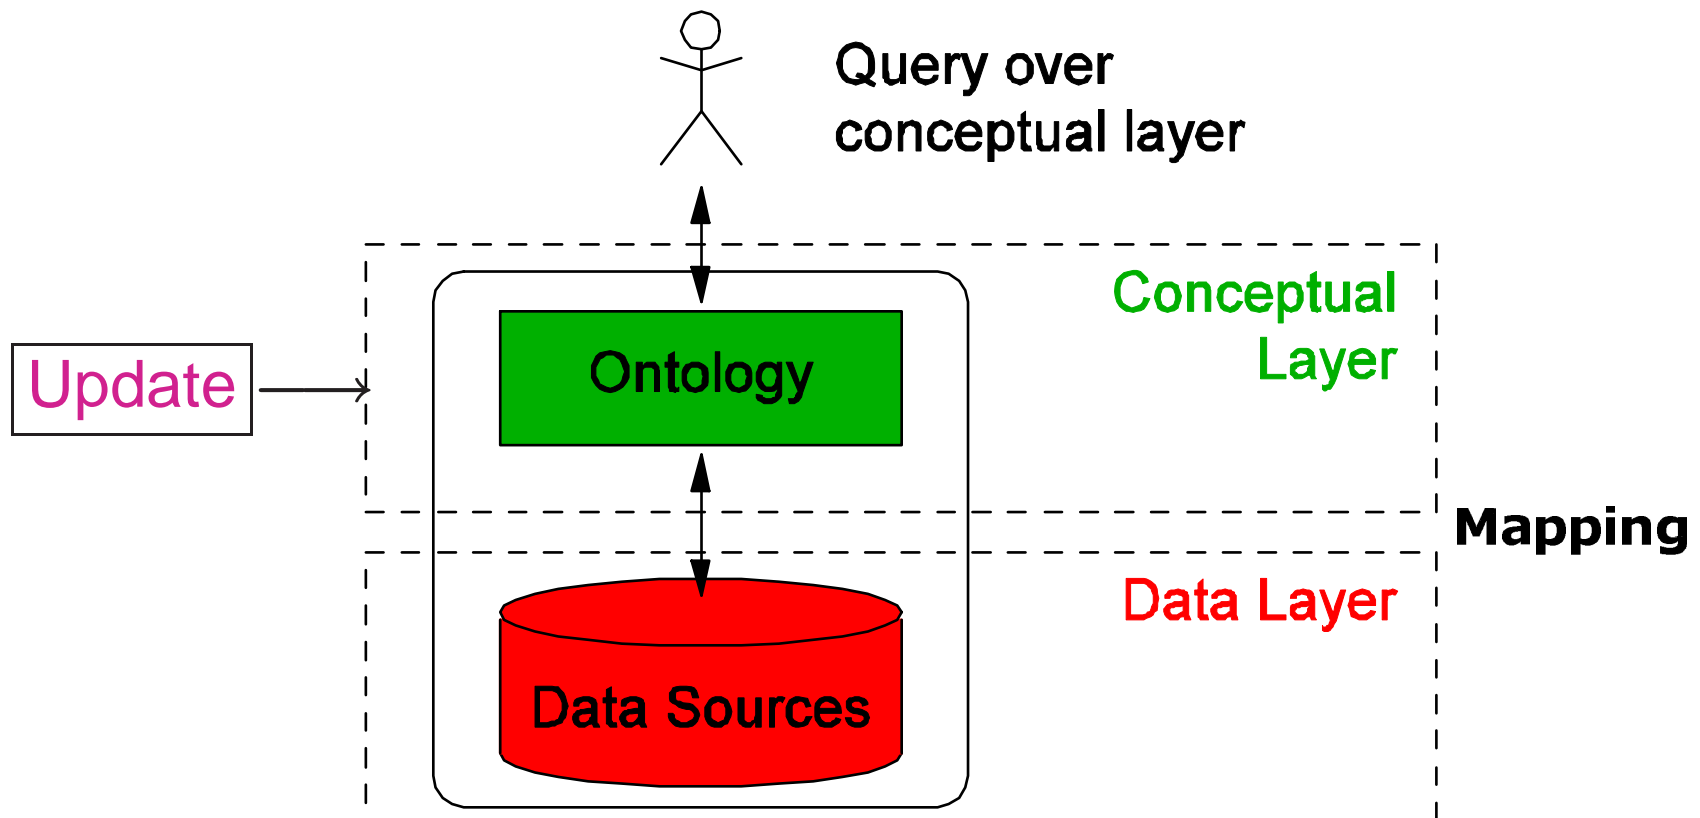 Query over
conceptual layer
Conceptual
Layer
Ontology
Update
Mapping
Data Layer
Data Sources